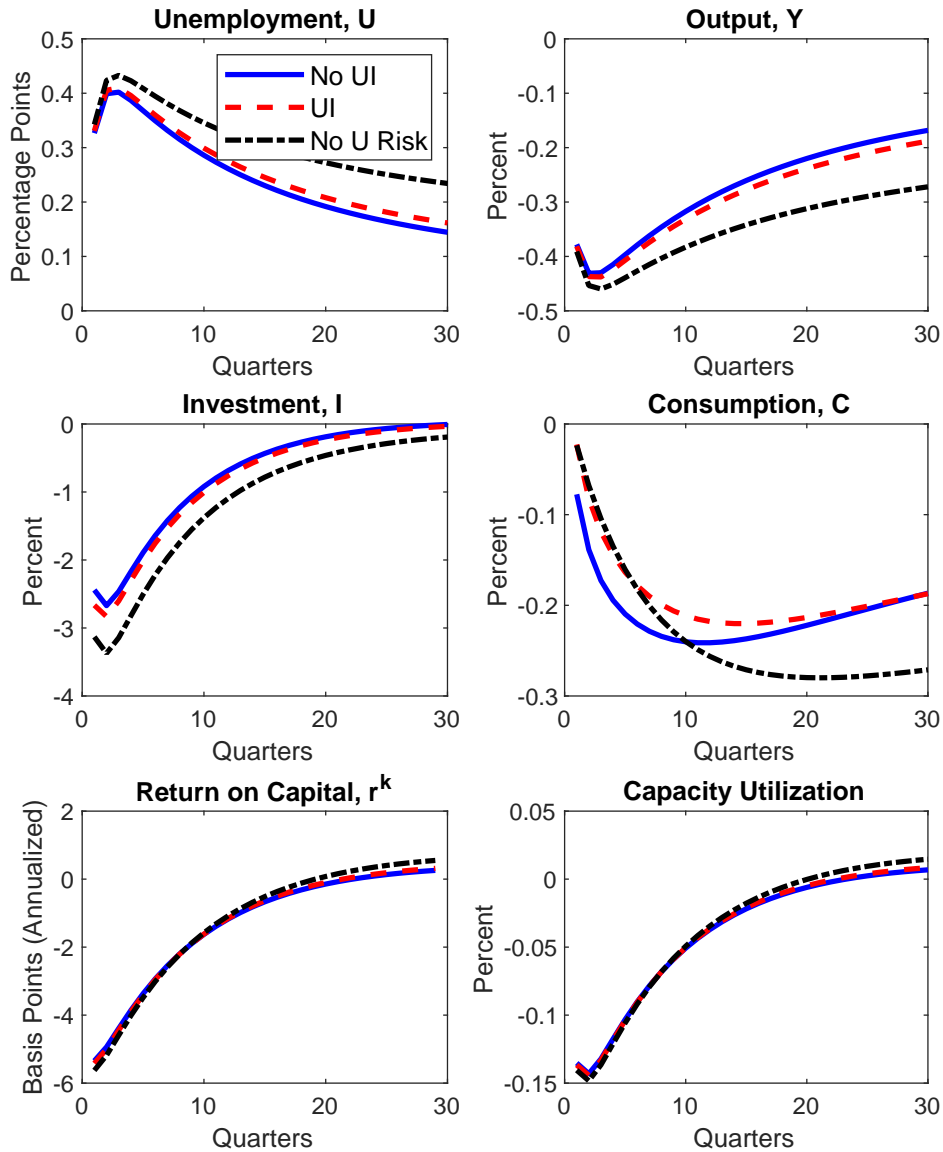 Unemployment, U
Percentage Points
0.5
0.4
0.3
0.2
0.1
0
No UI
UI
No U Risk
0 10 20 30
Quarters
Output, Y
Percent
0
-0.1
-0.2
-0.3
-0.4
-0.5
0 10 20 30
Quarters
Investment, I
Percent
0
-1
-2
-3
-4
0 10 20 30
Quarters
Consumption, C
Percent
0
-0.1
-0.2
-0.3
0 10 20 30
Quarters
Return on Capital, r^k
Basis Points (Annualized)
2
0
-2
-4
-6
0 10 20 30
Quarters
Capacity Utilization
Percent
0.05
0
-0.05
-0.1
-0.15
0 10 20 30
Quarters